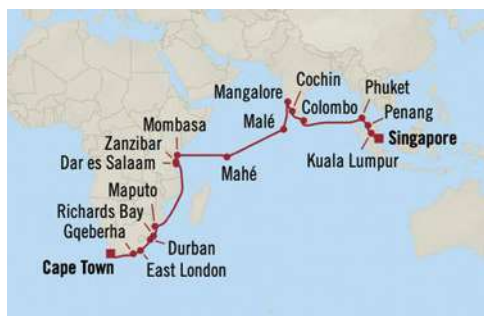 Cochin
Mangalore
Phuket
Colombo
Penang
Mombasa
Malé
Singapore
Zanzibar
Dar es Salaam
Kuala Lumpur
Mahé
Maputo
Richards Bay
Gqeberha
Durban
Cape Town
East London